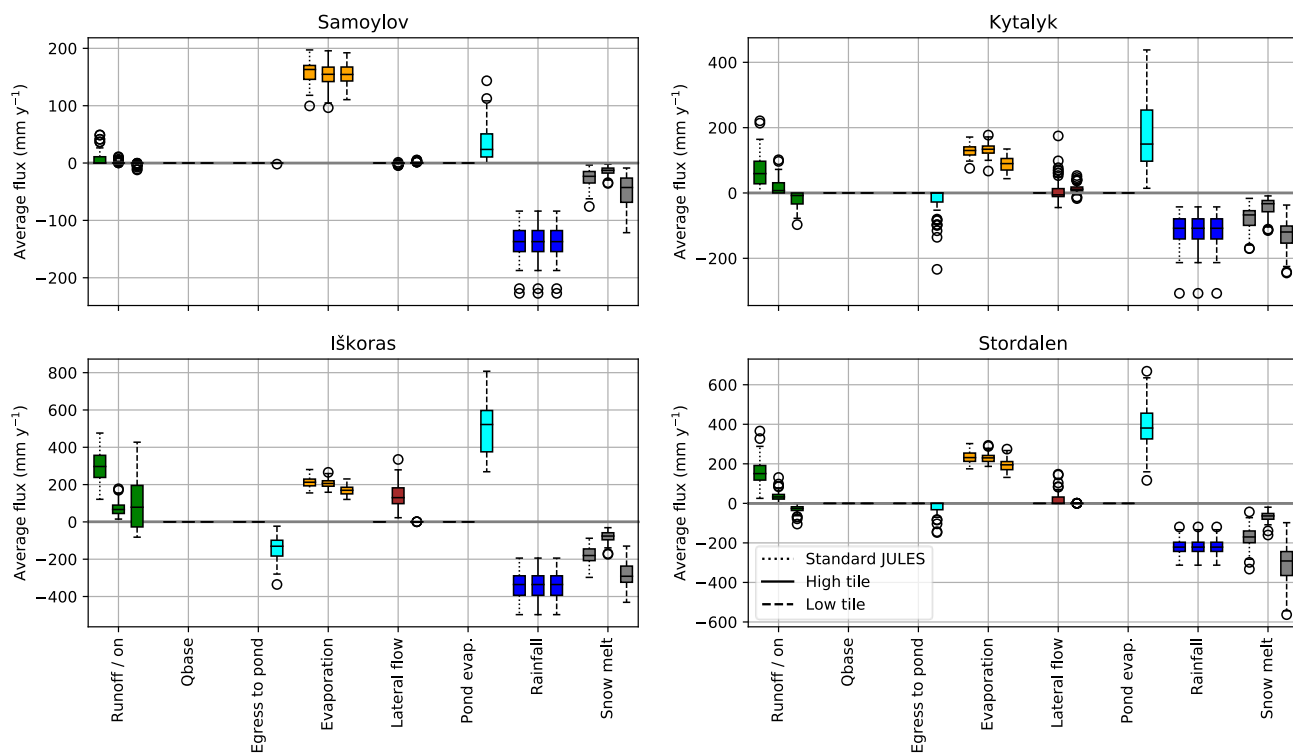 Samoylov
Kytalyk
Average flux (mm y⁻¹)
200
100
0
−100
−200
Average flux (mm y⁻¹)
400
200
0
−200
Iškoras
Stordalen
Average flux (mm y⁻¹)
800
600
400
200
0
−200
−400
Average flux (mm y⁻¹)
600
400
200
0
−200
−400
−600
Standard JULES
High tile
Low tile
Runoff / on
Qbase
Egress to pond
Evaporation
Lateral flow
Pond evap.
Rainfall
Snow melt
Runoff / on
Qbase
Egress to pond
Evaporation
Lateral flow
Pond evap.
Rainfall
Snow melt